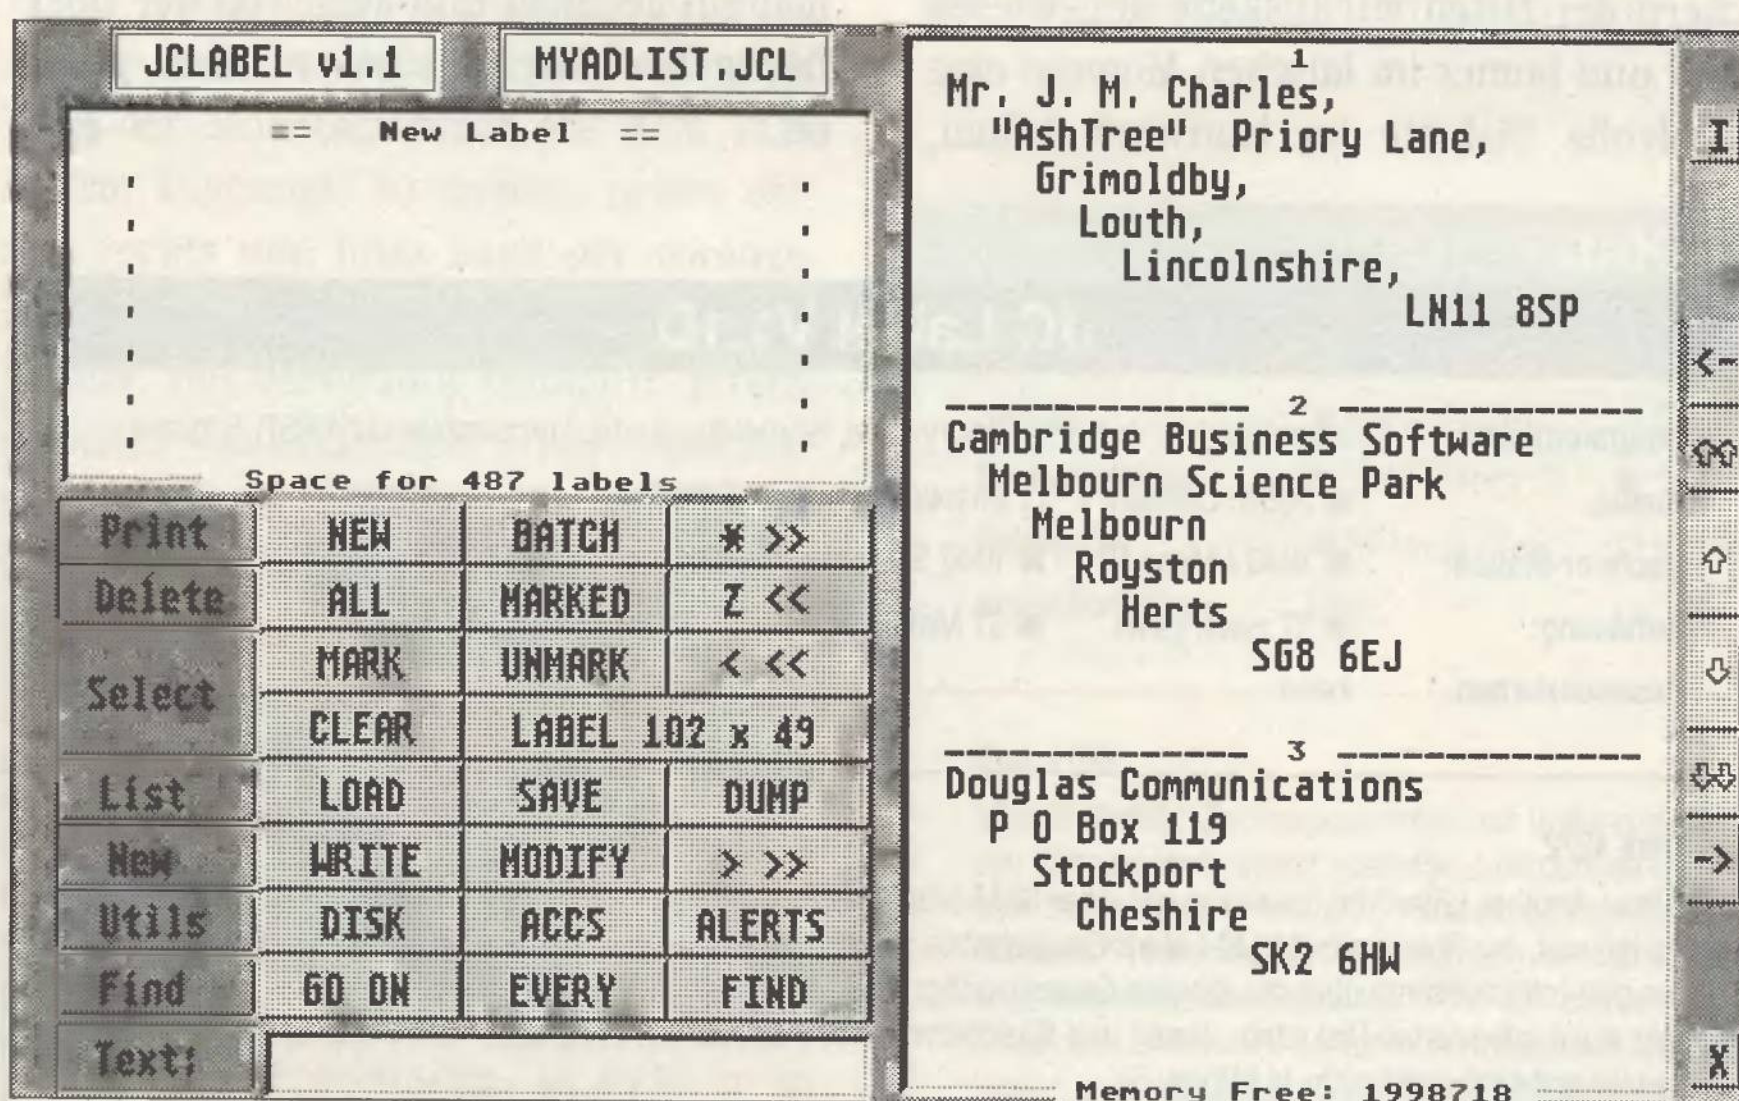 JCLABEL v1.1
MYADLIST.JCL
== New Label ==
Space for 487 labels
Print NEW BATCH * >>
Delete ALL MARKED Z <<
Select MARK UNMARK < <<
CLEAR LABEL 102 x 49
List LOAD SAVE DUMP
New WRITE MODIFY > >>
Utils DISK ACCS ALERTS
Find GO ON EVERY FIND
Text:
1
Mr. J. M. Charles,
"AshTree" Priory Lane,
Grimoldby,
Louth,
Lincolnshire,
LN11 8SP
-------------- 2 --------------
Cambridge Business Software
Melbourn Science Park
Melbourn
Royston
Herts
SG8 6EJ
-------------- 3 --------------
Douglas Communications
P O Box 119
Stockport
Cheshire
SK2 6HW
Memory Free: 1998718
I
<-
->
X